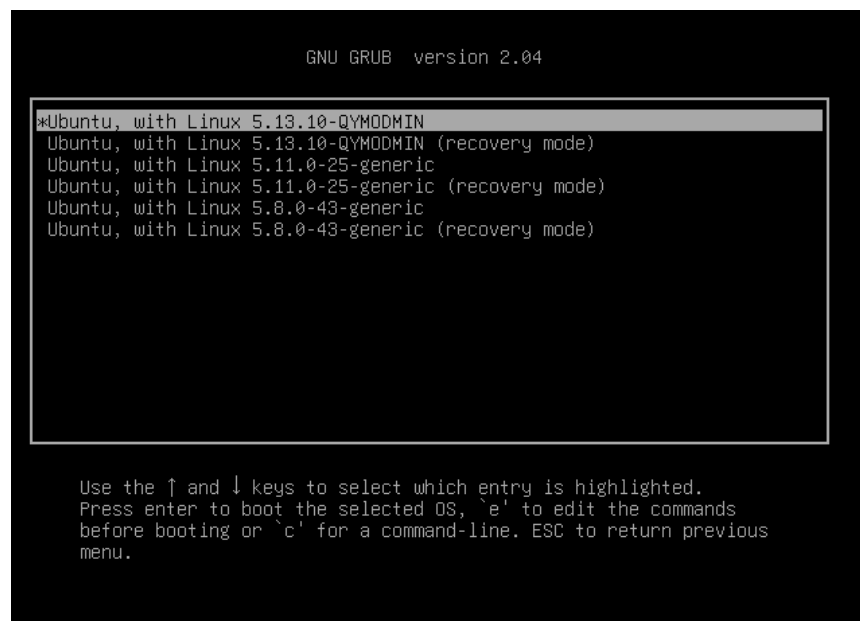 GNU GRUB  version 2.04
*Ubuntu, with Linux 5.13.10-QYMODMIN
Ubuntu, with Linux 5.13.10-QYMODMIN (recovery mode)
Ubuntu, with Linux 5.11.0-25-generic
Ubuntu, with Linux 5.11.0-25-generic (recovery mode)
Ubuntu, with Linux 5.8.0-43-generic
Ubuntu, with Linux 5.8.0-43-generic (recovery mode)
Use the ↑ and ↓ keys to select which entry is highlighted.
Press enter to boot the selected OS, `e' to edit the commands
before booting or `c' for a command-line. ESC to return previous
menu.